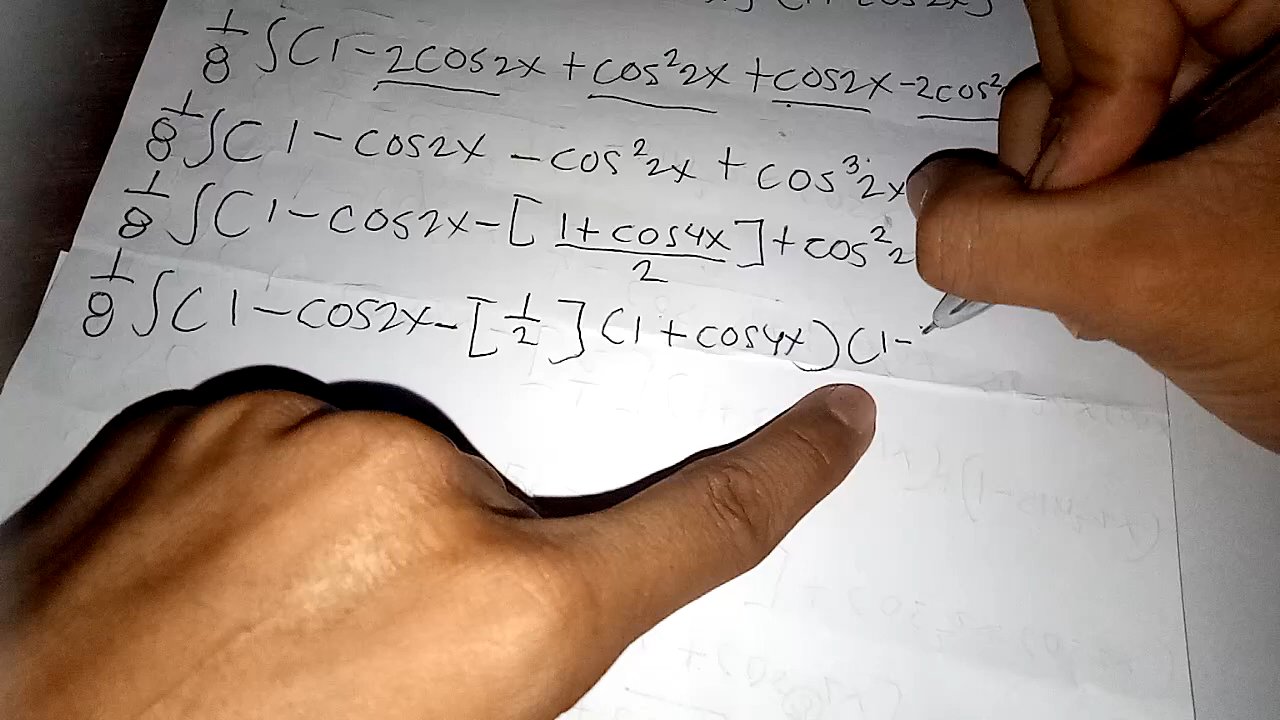 1/8 ∫(1-2cos2x+cos²2x+cos2x-2cos²
1/8 ∫(1-cos2x-cos²2x+cos³2x
1/8 ∫(1-cos2x-[1+cos4x/2]+cos²2
1/8 ∫(1-cos2x-[1/2](1+cos4x)(1-